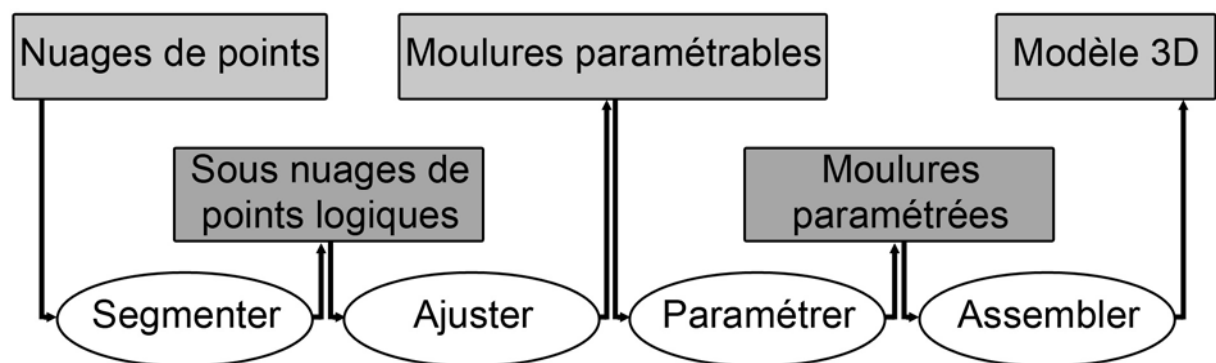 Nuages de points
Moulures paramétrables
Modèle 3D
Sous nuages de
points logiques
Moulures
paramétrées
Segmenter
Ajuster
Paramétrer
Assembler